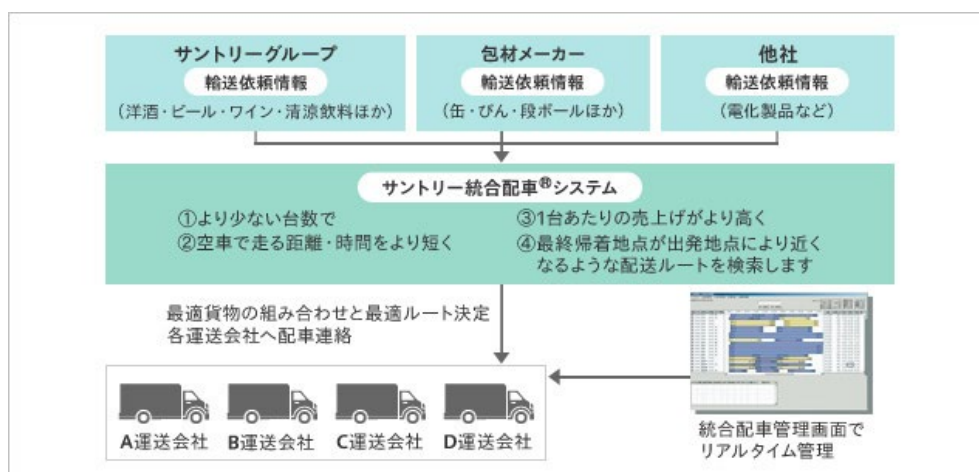 サントリーグループ
輸送依頼情報
(洋酒・ビール・ワイン・清涼飲料ほか)
包材メーカー
輸送依頼情報
(缶・びん・段ボールほか)
他社
輸送依頼情報
(電化製品など)
サントリー統合配車®システム
①より少ない台数で
②空車で走る距離・時間をより短く
③1台あたりの売上げがより高く
④最終帰着地点が出発地点により近く
なるような配送ルートを検索します
最適貨物の組み合わせと最適ルート決定
各運送会社へ配車連絡
A運送会社
B運送会社
C運送会社
D運送会社
統合配車管理画面で
リアルタイム管理